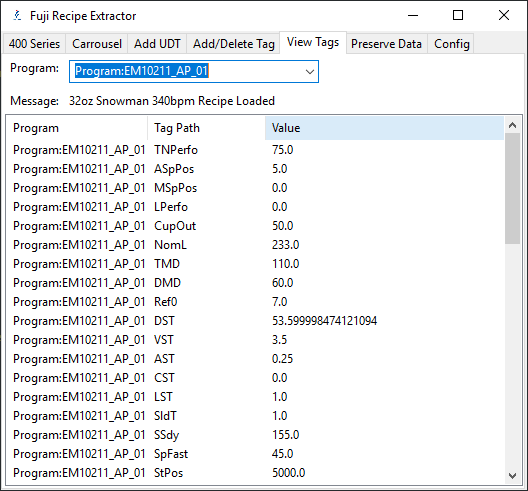 Fuji Recipe Extractor
400 Series Carrousel Add UDT Add/Delete Tag View Tags Preserve Data Config
Program: Program:EM10211_AP_01
Message: 32oz Snowman 340bpm Recipe Loaded
Program Tag Path Value
Program:EM10211_AP_01 TNPerfo 75.0
Program:EM10211_AP_01 ASpPos 5.0
Program:EM10211_AP_01 MSpPos 0.0
Program:EM10211_AP_01 LPerfo 0.0
Program:EM10211_AP_01 CupOut 50.0
Program:EM10211_AP_01 NomL 233.0
Program:EM10211_AP_01 TMD 110.0
Program:EM10211_AP_01 DMD 60.0
Program:EM10211_AP_01 Ref0 7.0
Program:EM10211_AP_01 DST 53.599998474121094
Program:EM10211_AP_01 VST 3.5
Program:EM10211_AP_01 AST 0.25
Program:EM10211_AP_01 CST 0.0
Program:EM10211_AP_01 LST 1.0
Program:EM10211_AP_01 SldT 1.0
Program:EM10211_AP_01 SSdy 155.0
Program:EM10211_AP_01 SpFast 45.0
Program:EM10211_AP_01 StPos 5000.0